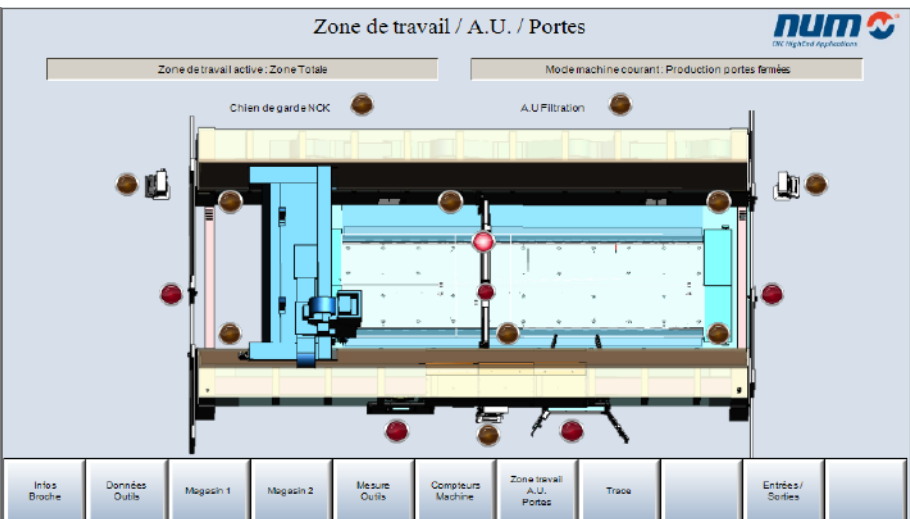 Zone de travail / A.U. / Portes
num
CNC HighEnd Applications
Zone de travail active : Zone Totale
Mode machine courant : Production portes fermées
Chien de garde NCK
A.U Filtration
Infos
Broche
Données
Outils
Magasin 1
Magasin 2
Mesure
Outils
Compteurs
Machine
Zone travail
A.U.
Portes
Trace
Entrées /
Sorties